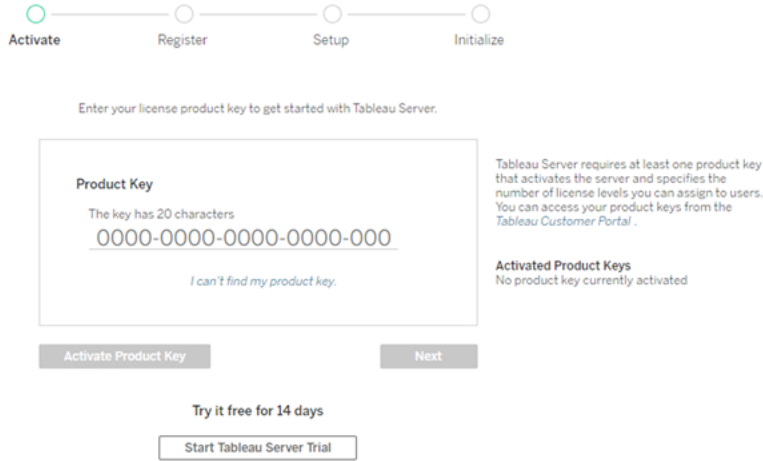 Activate Register Setup Initialize
Enter your license product key to get started with Tableau Server.
Product Key
The key has 20 characters
0000-0000-0000-0000-000
I can't find my product key.
Activate Product Key Next
Try it free for 14 days
Start Tableau Server Trial
Tableau Server requires at least one product key
that activates the server and specifies the
number of license levels you can assign to users.
You can access your product keys from the
Tableau Customer Portal .
Activated Product Keys
No product key currently activated